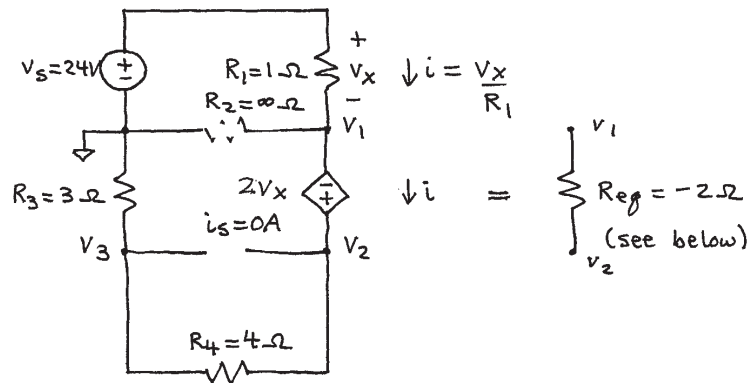 +
Vs=24V
+
-
R1=1Ω
Vx
↓i = Vx/R1
-
R2=∞Ω
V1
V1
R3=3Ω
2Vx
-
+
↓i
=
Req = -2Ω
(see below)
is=0A
V3
V2
V2
R4=4Ω